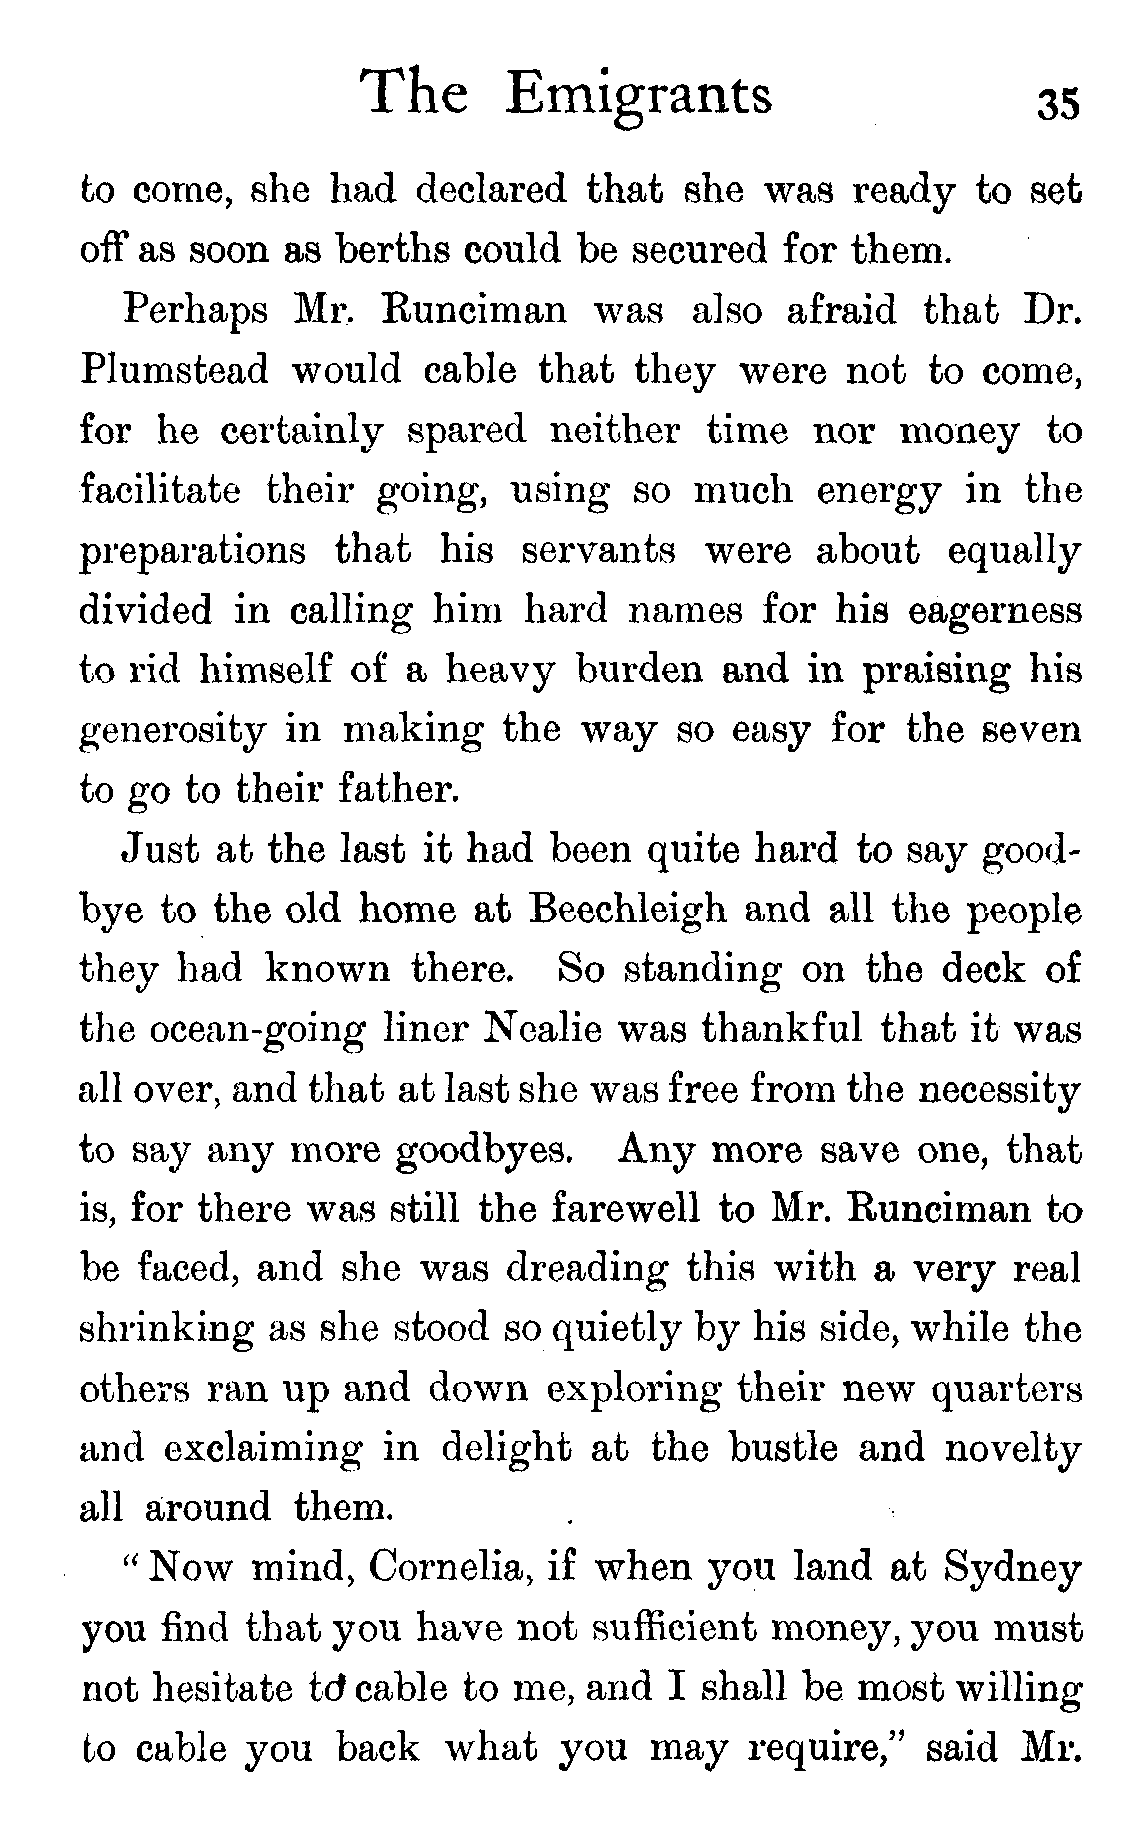 The Emigrants 35
to come, she had declared that she was ready to set
off as soon as berths could be secured for them.
Perhaps Mr. Runciman was also afraid that Dr.
Plumstead would cable that they were not to come,
for he certainly spared neither time nor money to
facilitate their going, using so much energy in the
preparations that his servants were about equally
divided in calling him hard names for his eagerness
to rid himself of a heavy burden and in praising his
generosity in making the way so easy for the seven
to go to their father.
Just at the last it had been quite hard to say good-
bye to the old home at Beechleigh and all the people
they had known there. So standing on the deck of
the ocean-going liner Nealie was thankful that it was
all over, and that at last she was free from the necessity
to say any more goodbyes. Any more save one, that
is, for there was still the farewell to Mr. Runciman to
be faced, and she was dreading this with a very real
shrinking as she stood so quietly by his side, while the
others ran up and down exploring their new quarters
and exclaiming in delight at the bustle and novelty
all around them.
"Now mind, Cornelia, if when you land at Sydney
you find that you have not sufficient money, you must
not hesitate to cable to me, and I shall be most willing
to cable you back what you may require," said Mr.